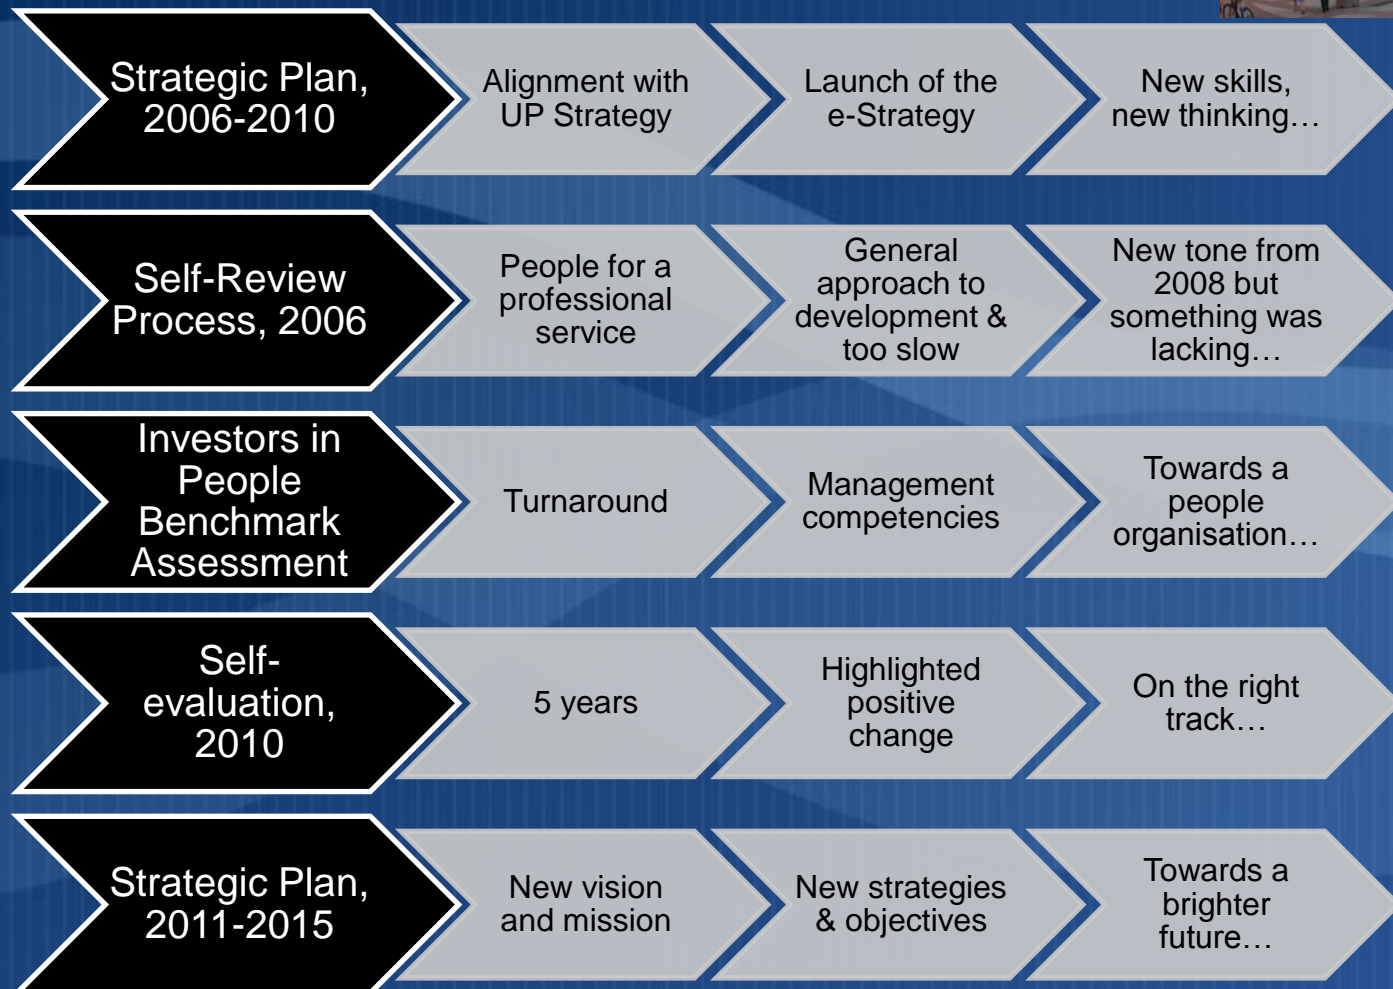 Strategic Plan,
2006-2010
Alignment with
UP Strategy
Launch of the
e-Strategy
New skills,
new thinking…
Self-Review
Process, 2006
People for a
professional
service
General
approach to
development &
too slow
New tone from
2008 but
something was
lacking…
Investors in
People
Benchmark
Assessment
Turnaround
Management
competencies
Towards a
people
organisation…
Self-
evaluation,
2010
5 years
Highlighted
positive
change
On the right
track…
Strategic Plan,
2011-2015
New vision
and mission
New strategies
& objectives
Towards a
brighter
future…